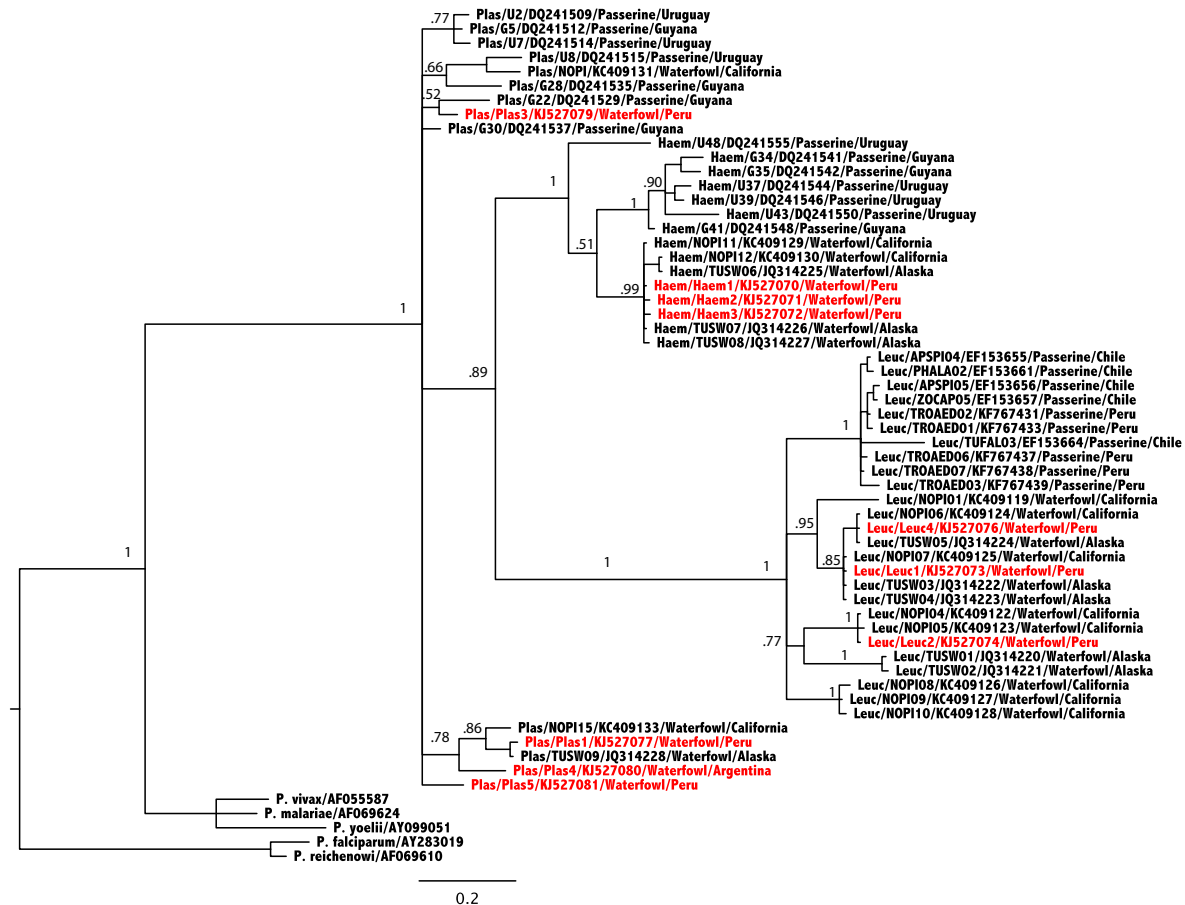 .77
Plas/U2/DQ241509/Passerine/Uruguay
Plas/G5/DQ241512/Passerine/Guyana
Plas/U7/DQ241514/Passerine/Uruguay
.66
Plas/U8/DQ241515/Passerine/Uruguay
Plas/NOPI/KC409131/Waterfowl/California
Plas/G28/DQ241535/Passerine/Guyana
.52
Plas/G22/DQ241529/Passerine/Guyana
Plas/Plas3/KJ527079/Waterfowl/Peru
Plas/G30/DQ241537/Passerine/Guyana
Haem/U48/DQ241555/Passerine/Uruguay
Haem/G34/DQ241541/Passerine/Guyana
Haem/G35/DQ241542/Passerine/Guyana
1
.90
Haem/U37/DQ241544/Passerine/Uruguay
Haem/U39/DQ241546/Passerine/Uruguay
1
Haem/U43/DQ241550/Passerine/Uruguay
Haem/G41/DQ241548/Passerine/Guyana
.51
Haem/NOPI11/KC409129/Waterfowl/California
Haem/NOPI12/KC409130/Waterfowl/California
Haem/TUSW06/JQ314225/Waterfowl/Alaska
.99
Haem/Haem1/KJ527070/Waterfowl/Peru
Haem/Haem2/KJ527071/Waterfowl/Peru
1
Haem/Haem3/KJ527072/Waterfowl/Peru
Haem/TUSW07/JQ314226/Waterfowl/Alaska
Haem/TUSW08/JQ314227/Waterfowl/Alaska
.89
Leuc/APSPI04/EF153655/Passerine/Chile
Leuc/PHALA02/EF153661/Passerine/Chile
Leuc/APSPI05/EF153656/Passerine/Chile
Leuc/ZOCAP05/EF153657/Passerine/Chile
Leuc/TROAED02/KF767431/Passerine/Peru
1
Leuc/TROAED01/KF767433/Passerine/Peru
Leuc/TUFAL03/EF153664/Passerine/Chile
Leuc/TROAED06/KF767437/Passerine/Peru
Leuc/TROAED07/KF767438/Passerine/Peru
Leuc/TROAED03/KF767439/Passerine/Peru
Leuc/NOPI01/KC409119/Waterfowl/California
.95
Leuc/NOPI06/KC409124/Waterfowl/California
Leuc/Leuc4/KJ527076/Waterfowl/Peru
Leuc/TUSW05/JQ314224/Waterfowl/Alaska
1
1
1
.85
Leuc/NOPI07/KC409125/Waterfowl/California
Leuc/Leuc1/KJ527073/Waterfowl/Peru
Leuc/TUSW03/JQ314222/Waterfowl/Alaska
Leuc/TUSW04/JQ314223/Waterfowl/Alaska
1
Leuc/NOPI04/KC409122/Waterfowl/California
Leuc/NOPI05/KC409123/Waterfowl/California
.77
Leuc/Leuc2/KJ527074/Waterfowl/Peru
1
Leuc/TUSW01/JQ314220/Waterfowl/Alaska
Leuc/TUSW02/JQ314221/Waterfowl/Alaska
Leuc/NOPI08/KC409126/Waterfowl/California
1
Leuc/NOPI09/KC409127/Waterfowl/California
Leuc/NOPI10/KC409128/Waterfowl/California
.78
.86
Plas/NOPI15/KC409133/Waterfowl/California
Plas/Plas1/KJ527077/Waterfowl/Peru
Plas/TUSW09/JQ314228/Waterfowl/Alaska
Plas/Plas4/KJ527080/Waterfowl/Argentina
Plas/Plas5/KJ527081/Waterfowl/Peru
P. vivax/AF055587
P. malariae/AF069624
P. yoelii/AY099051
P. falciparum/AY283019
P. reichenowi/AF069610
0.2